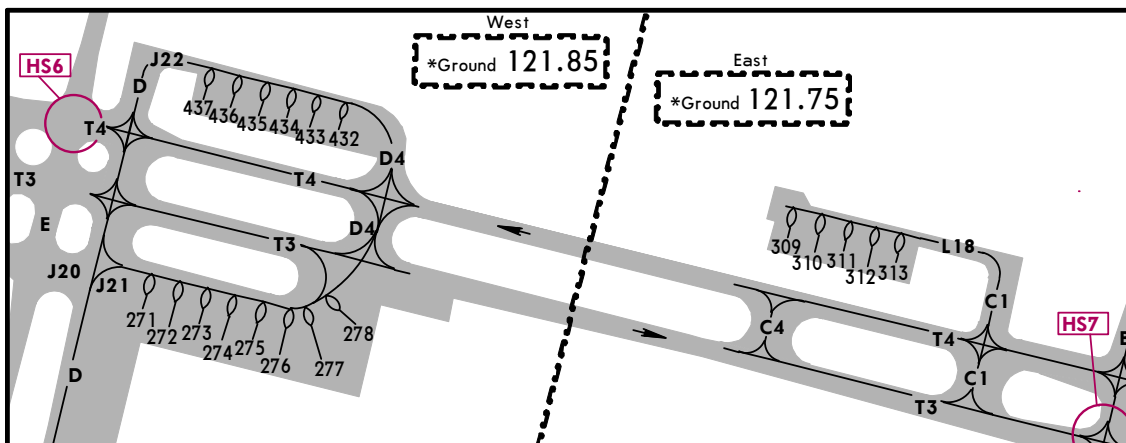 West
*Ground 121.85
East
*Ground 121.75
HS6
J22
D
437
436
435
434
433
432
T4
T4
D4
T3
D4
E
T3
J20
J21
271
272
273
274
275
276
277
278
D
309
310
311
312
313
L18
C1
C4
T4
HS7
C1
T3